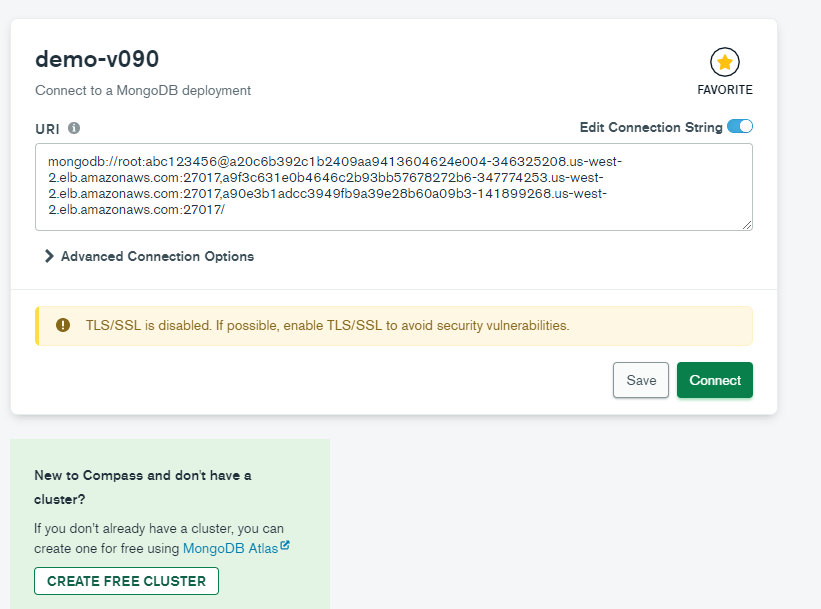 demo-v090
Connect to a MongoDB deployment
FAVORITE
URI
Edit Connection String
mongodb://root:abc123456@a20c6b392c1b2409aa9413604624e004-346325208.us-west-
2.elb.amazonaws.com:27017,a9f3c631e0b4646c2b93bb57678272b6-347774253.us-west-
2.elb.amazonaws.com:27017,a90e3b1adcc3949fb9a39e28b60a09b3-141899268.us-west-
2.elb.amazonaws.com:27017/
Advanced Connection Options
TLS/SSL is disabled. If possible, enable TLS/SSL to avoid security vulnerabilities.
Save
Connect
New to Compass and don't have a
cluster?
If you don't already have a cluster, you can
create one for free using MongoDB Atlas
CREATE FREE CLUSTER